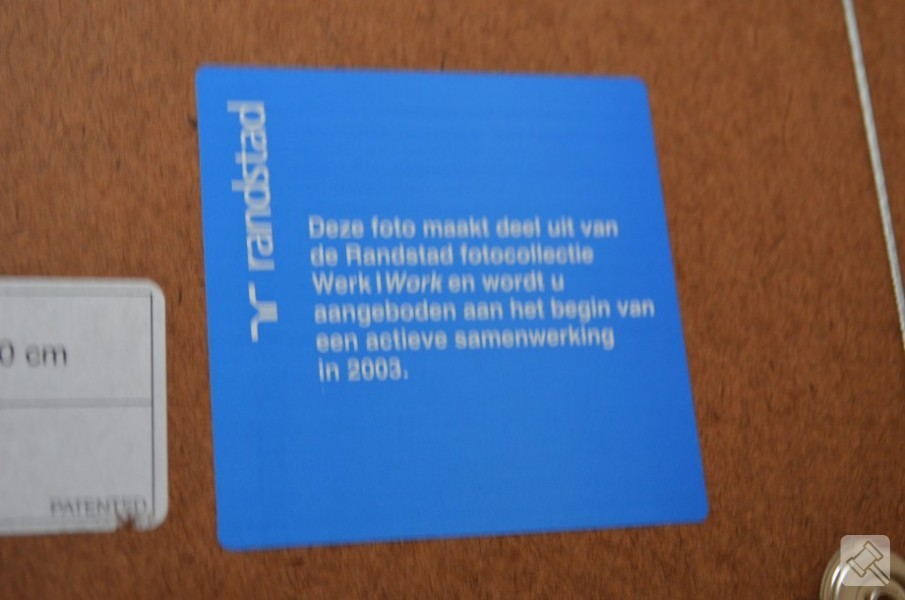 randstad
Deze foto maakt deel uit van
de Randstad fotocollectie
Werk | Work en wordt u
aangeboden aan het begin van
een actieve samenwerking
in 2003.
0 cm
PATENTED